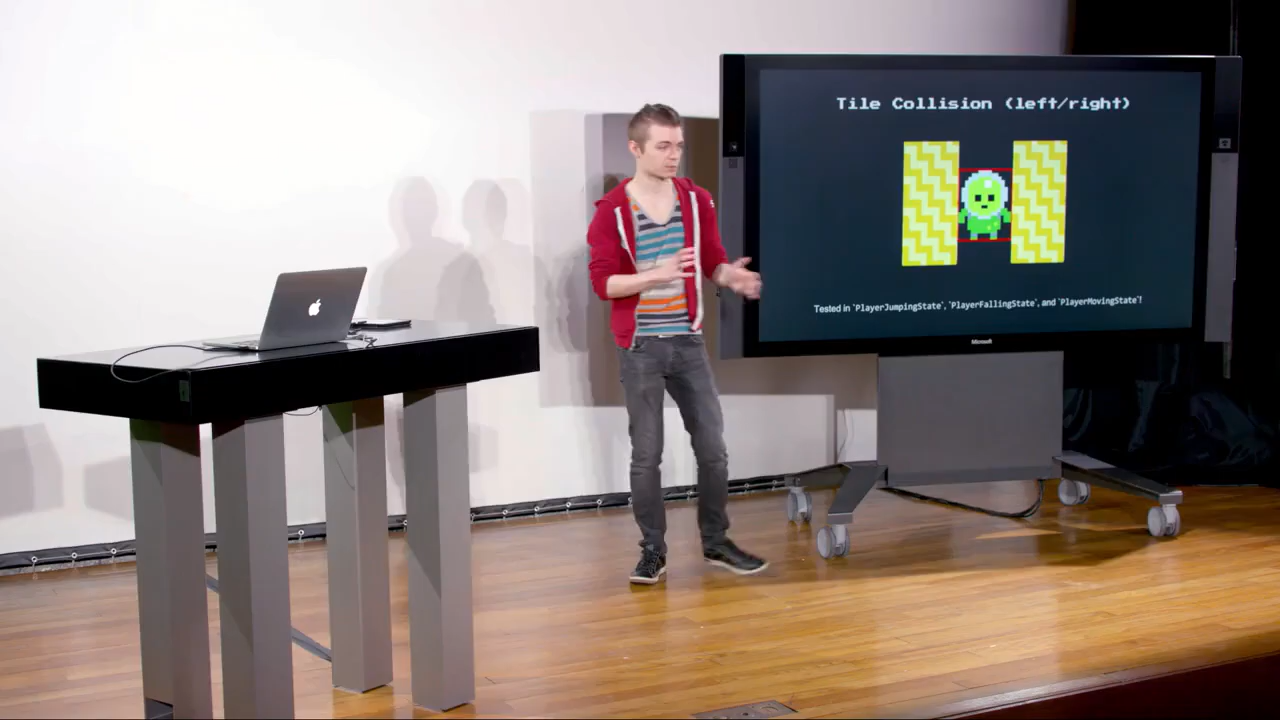 Tile Collision (left/right)
Tested in `PlayerJumpingState`, `PlayerFallingState`, and `PlayerMovingState`!
Microsoft